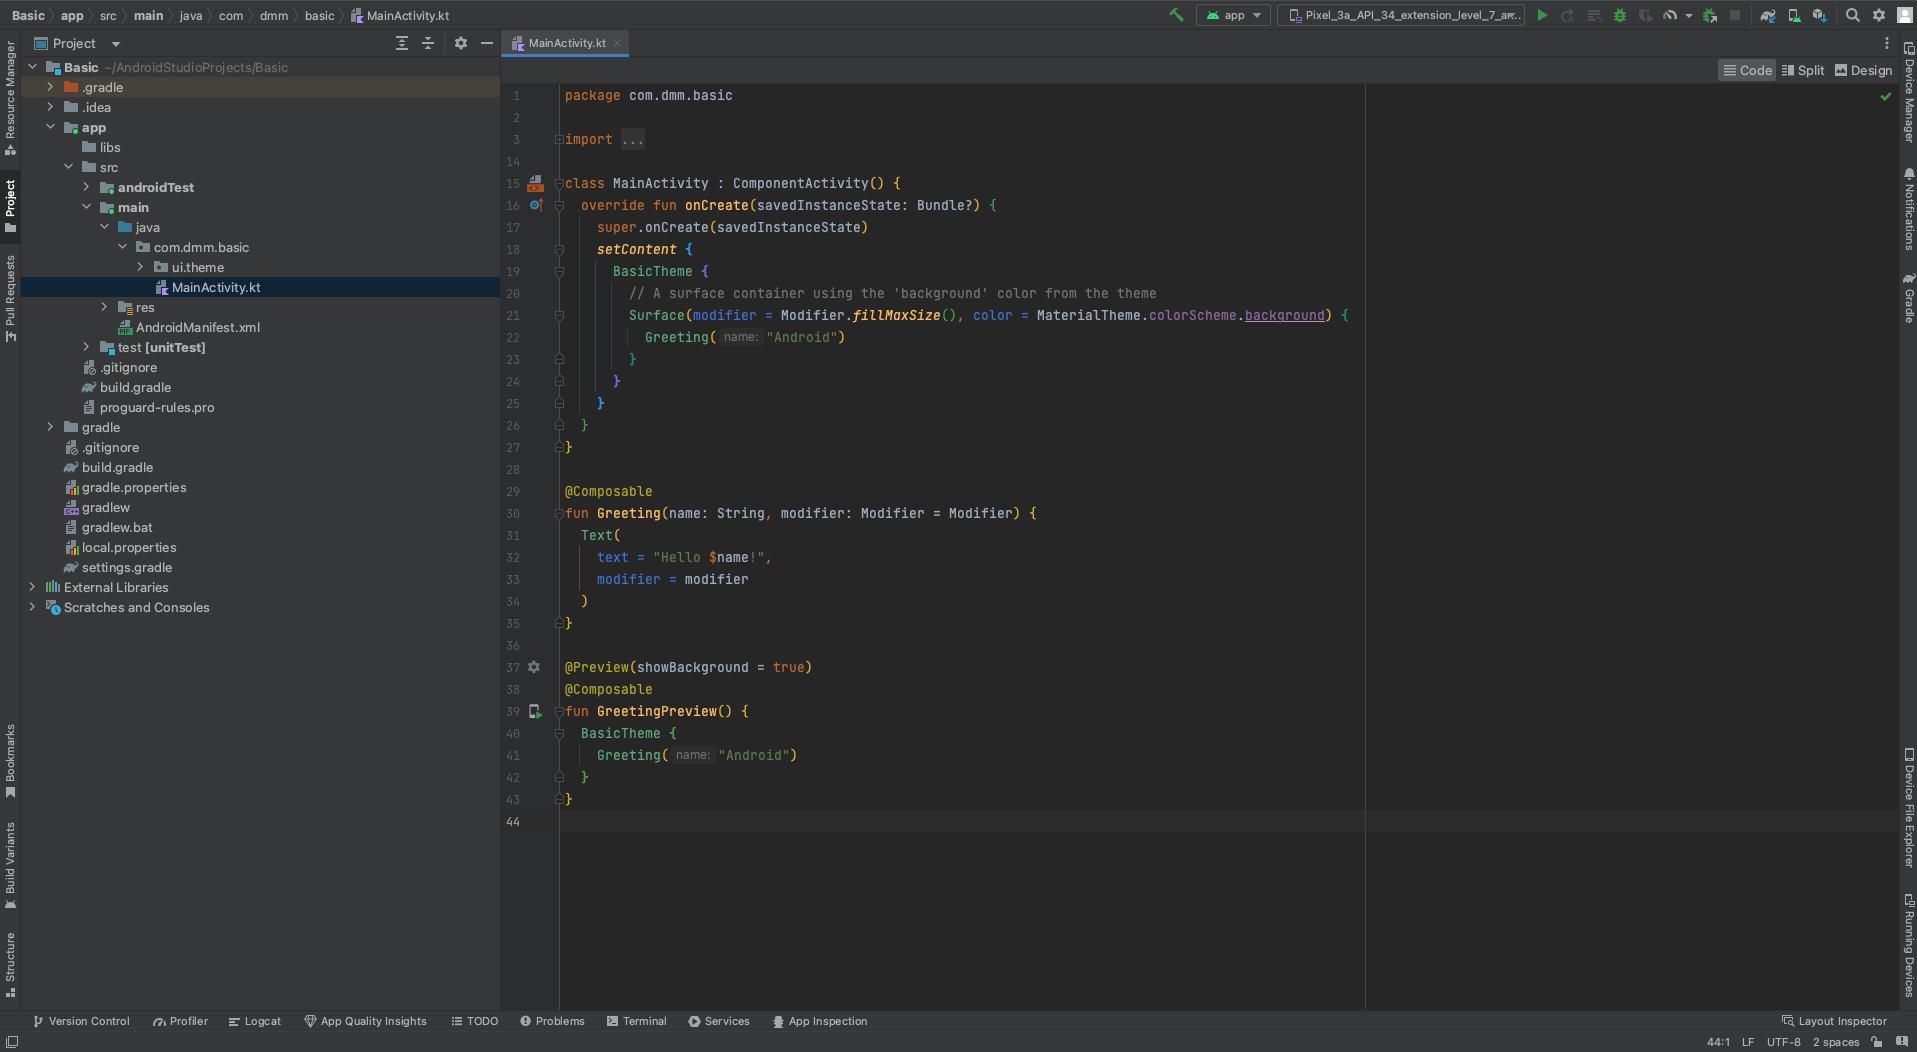 Basic app src main java com dmm basic MainActivity.kt
app
Pixel_3a_API_34_extension_level_7_ar..
Project
MainActivity.kt
Code Split Design
Resource Manager
Project
Pull Requests
Bookmarks
Build Variants
Structure
Basic ~/AndroidStudioProjects/Basic
.gradle
.idea
app
libs
src
androidTest
main
java
com.dmm.basic
ui.theme
MainActivity.kt
res
AndroidManifest.xml
test [unitTest]
.gitignore
build.gradle
proguard-rules.pro
gradle
.gitignore
build.gradle
gradle.properties
gradlew
gradlew.bat
local.properties
settings.gradle
External Libraries
Scratches and Consoles
1 package com.dmm.basic
2
3 import ...
14
15 class MainActivity : ComponentActivity() {
16 override fun onCreate(savedInstanceState: Bundle?) {
17 super.onCreate(savedInstanceState)
18 setContent {
19 BasicTheme {
20 // A surface container using the 'background' color from the theme
21 Surface(modifier = Modifier.fillMaxSize(), color = MaterialTheme.colorScheme.background) {
22 Greeting( name: "Android")
23 }
24 }
25 }
26 }
27 }
28
29 @Composable
30 fun Greeting(name: String, modifier: Modifier = Modifier) {
31 Text(
32 text = "Hello $name!",
33 modifier = modifier
34 )
35 }
36
37 @Preview(showBackground = true)
38 @Composable
39 fun GreetingPreview() {
40 BasicTheme {
41 Greeting( name: "Android")
42 }
43 }
44
Device Manager
Notifications
Gradle
Device File Explorer
Running Devices
Version Control Profiler Logcat App Quality Insights TODO Problems Terminal Services App Inspection Layout Inspector
44:1 LF UTF-8 2 spaces